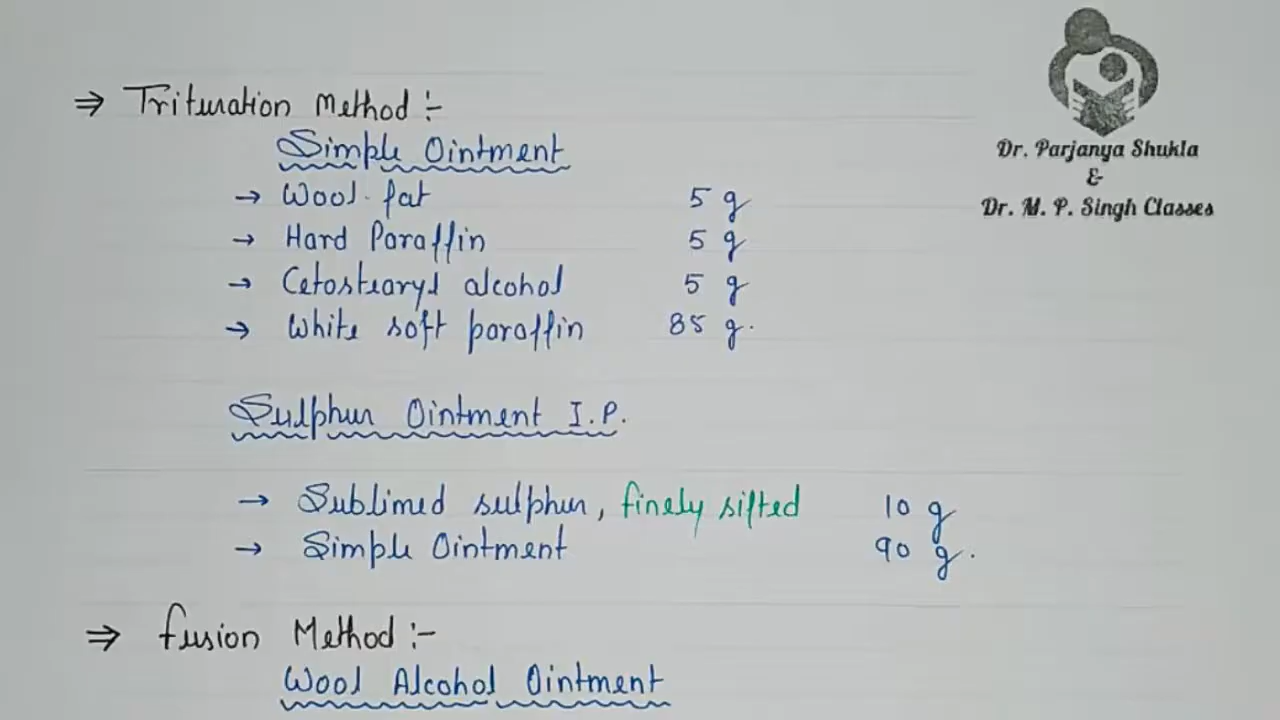 ⇒ Trituration Method :-
Simple Ointment
→ Wool fat 5 g
→ Hard Paraffin 5 g
→ Cetostearyl alcohol 5 g
→ White soft paraffin 85 g.
Sulphur Ointment I.P.
→ Sublimed sulphur, finely sifted 10 g
→ Simple Ointment 90 g.
⇒ Fusion Method :-
Wool Alcohol Ointment
Dr. Parjanya Shukla
&
Dr. M. P. Singh Classes